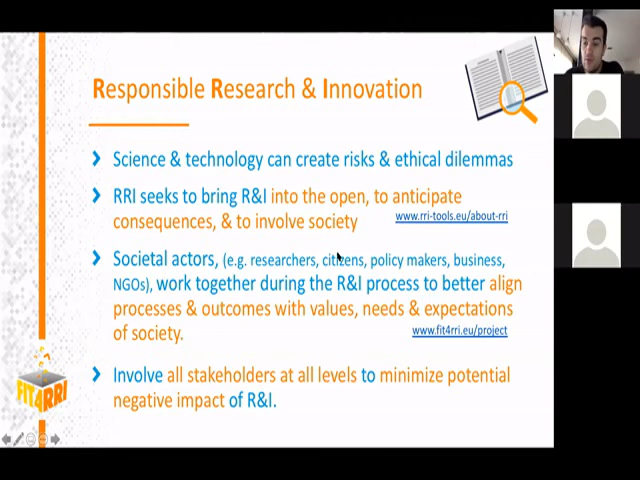 Responsible Research & Innovation
Science & technology can create risks & ethical dilemmas
RRI seeks to bring R&I into the open, to anticipate
consequences, & to involve society
www.rri-tools.eu/about-rri
Societal actors, (e.g. researchers, citizens, policy makers, business,
NGOs), work together during the R&I process to better align
processes & outcomes with values, needs & expectations
of society.
www.fit4rri.eu/project
Involve all stakeholders at all levels to minimize potential
negative impact of R&I.
FIT4RRI